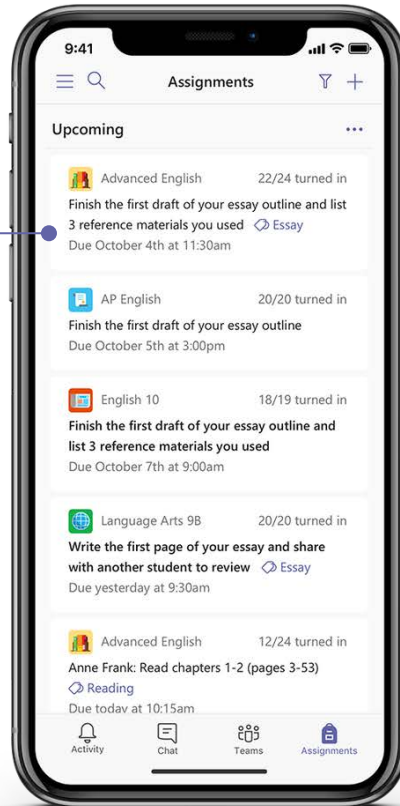 9:41
Assignments
Upcoming
Advanced English 22/24 turned in
Finish the first draft of your essay outline and list
3 reference materials you used Essay
Due October 4th at 11:30am
AP English 20/20 turned in
Finish the first draft of your essay outline
Due October 5th at 3:00pm
English 10 18/19 turned in
Finish the first draft of your essay outline and
list 3 reference materials you used
Due October 7th at 9:00am
Language Arts 9B 20/20 turned in
Write the first page of your essay and share
with another student to review Essay
Due yesterday at 9:30am
Advanced English 12/24 turned in
Anne Frank: Read chapters 1-2 (pages 3-53)
Reading
Due today at 10:15am
Activity Chat Teams Assignments